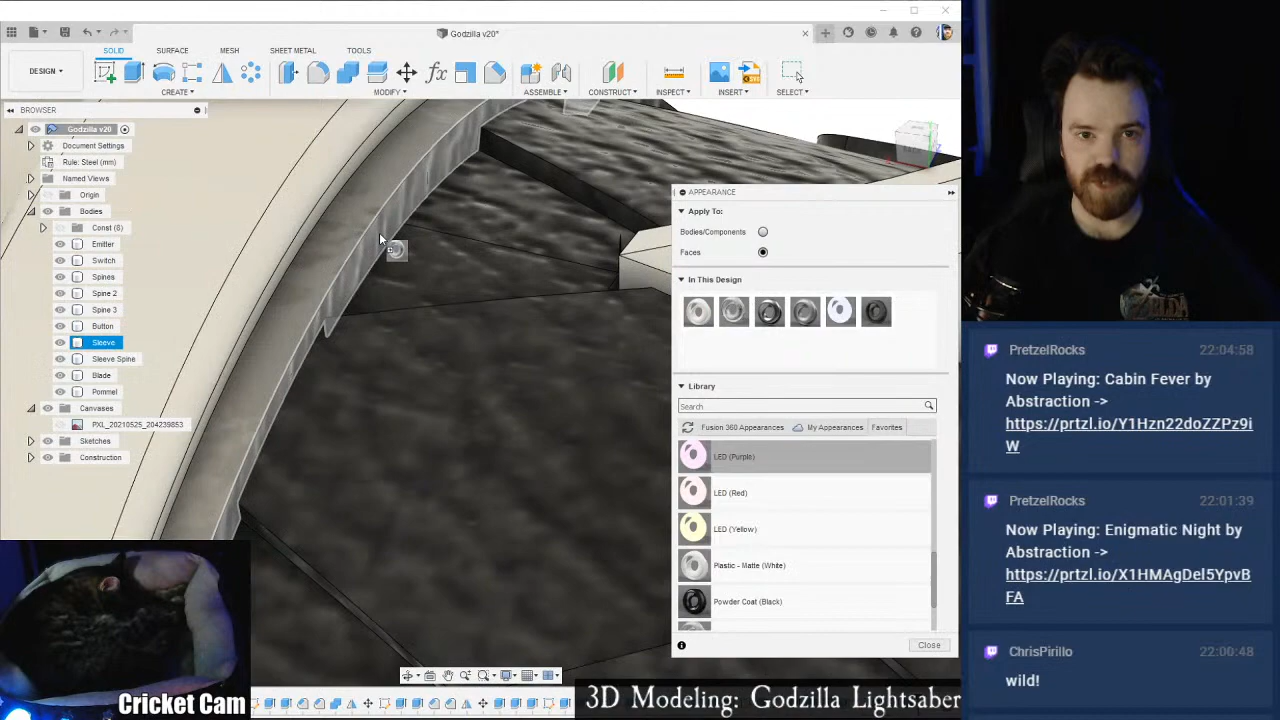 Godzilla v20*
SOLID SURFACE MESH SHEET METAL TOOLS
DESIGN
CREATE MODIFY ASSEMBLE CONSTRUCT INSPECT INSERT SELECT
BROWSER
Godzilla v20
Document Settings
Rule: Steel (mm)
Named Views
Origin
Bodies
Const (8)
Emitter
Switch
Spines
Spine 2
Spine 3
Button
Sleeve
Sleeve Spine
Blade
Pommel
Canvases
PXL_20210525_204239853
Sketches
Construction
APPEARANCE
Apply To:
Bodies/Components
Faces
In This Design
Library
Search
Fusion 360 Appearances My Appearances Favorites
LED (Purple)
LED (Red)
LED (Yellow)
Plastic - Matte (White)
Powder Coat (Black)
Close
Cricket Cam
3D Modeling: Godzilla Lightsaber
PretzelRocks 22:04:58
Now Playing: Cabin Fever by
Abstraction ->
https://prtzl.io/Y1Hzn22doZZPz9i
W
PretzelRocks 22:01:39
Now Playing: Enigmatic Night by
Abstraction ->
https://prtzl.io/X1HMAgDel5YpvB
FA
ChrisPirillo 22:00:48
wild!